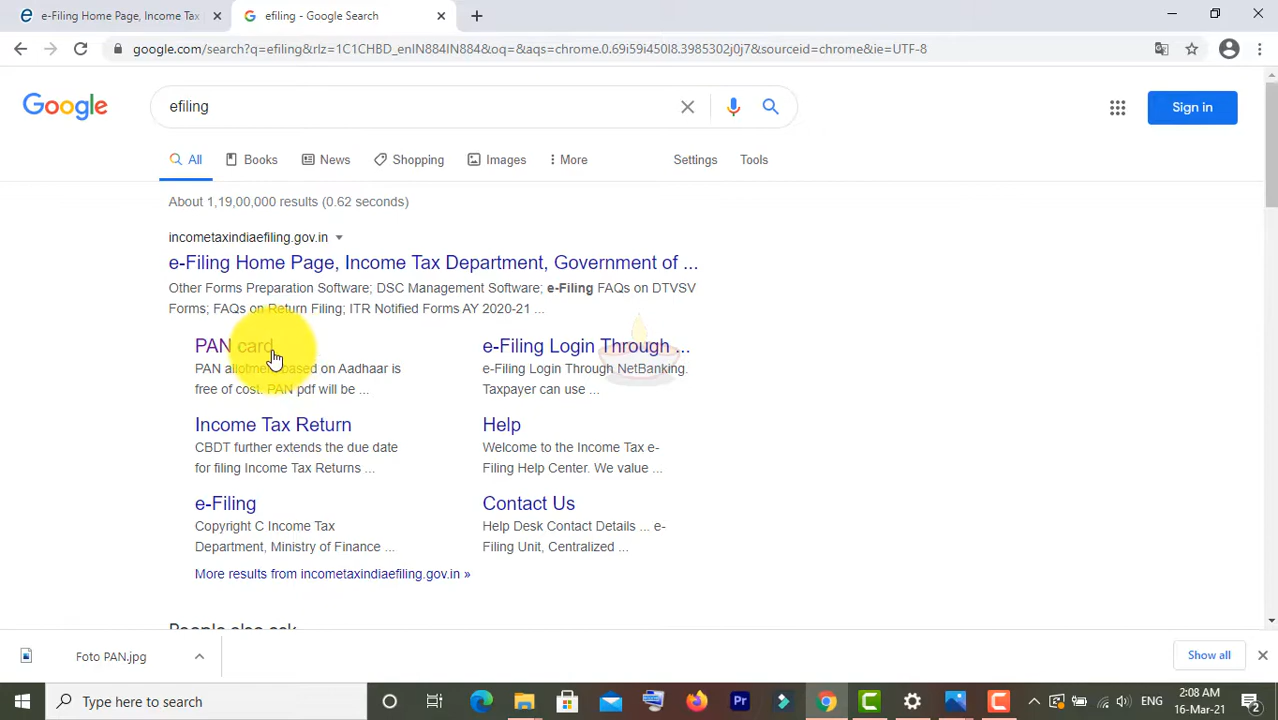 e-Filing Home Page, Income Tax
efiling - Google Search
google.com/search?q=efiling&rlz=1C1CHBD_enIN884IN884&oq=&aqs=chrome.0.69i59i450l8.3985302j0j7&sourceid=chrome&ie=UTF-8
Google
efiling
Sign in
All Books News Shopping Images More Settings Tools
About 1,19,00,000 results (0.62 seconds)
incometaxindiaefiling.gov.in
e-Filing Home Page, Income Tax Department, Government of ...
Other Forms Preparation Software; DSC Management Software; e-Filing FAQs on DTVSV
Forms; FAQs on Return Filing; ITR Notified Forms AY 2020-21 ...
PAN card
PAN allotment based on Aadhaar is
free of cost. PAN pdf will be ...
e-Filing Login Through ...
e-Filing Login Through NetBanking.
Taxpayer can use ...
Income Tax Return
CBDT further extends the due date
for filing Income Tax Returns ...
Help
Welcome to the Income Tax e-
Filing Help Center. We value ...
e-Filing
Copyright C Income Tax
Department, Ministry of Finance ...
Contact Us
Help Desk Contact Details ... e-
Filing Unit, Centralized ...
More results from incometaxindiaefiling.gov.in »
People also ask
Foto PAN.jpg
Show all
Type here to search
Pr
ENG
2:08 AM
16-Mar-21
2